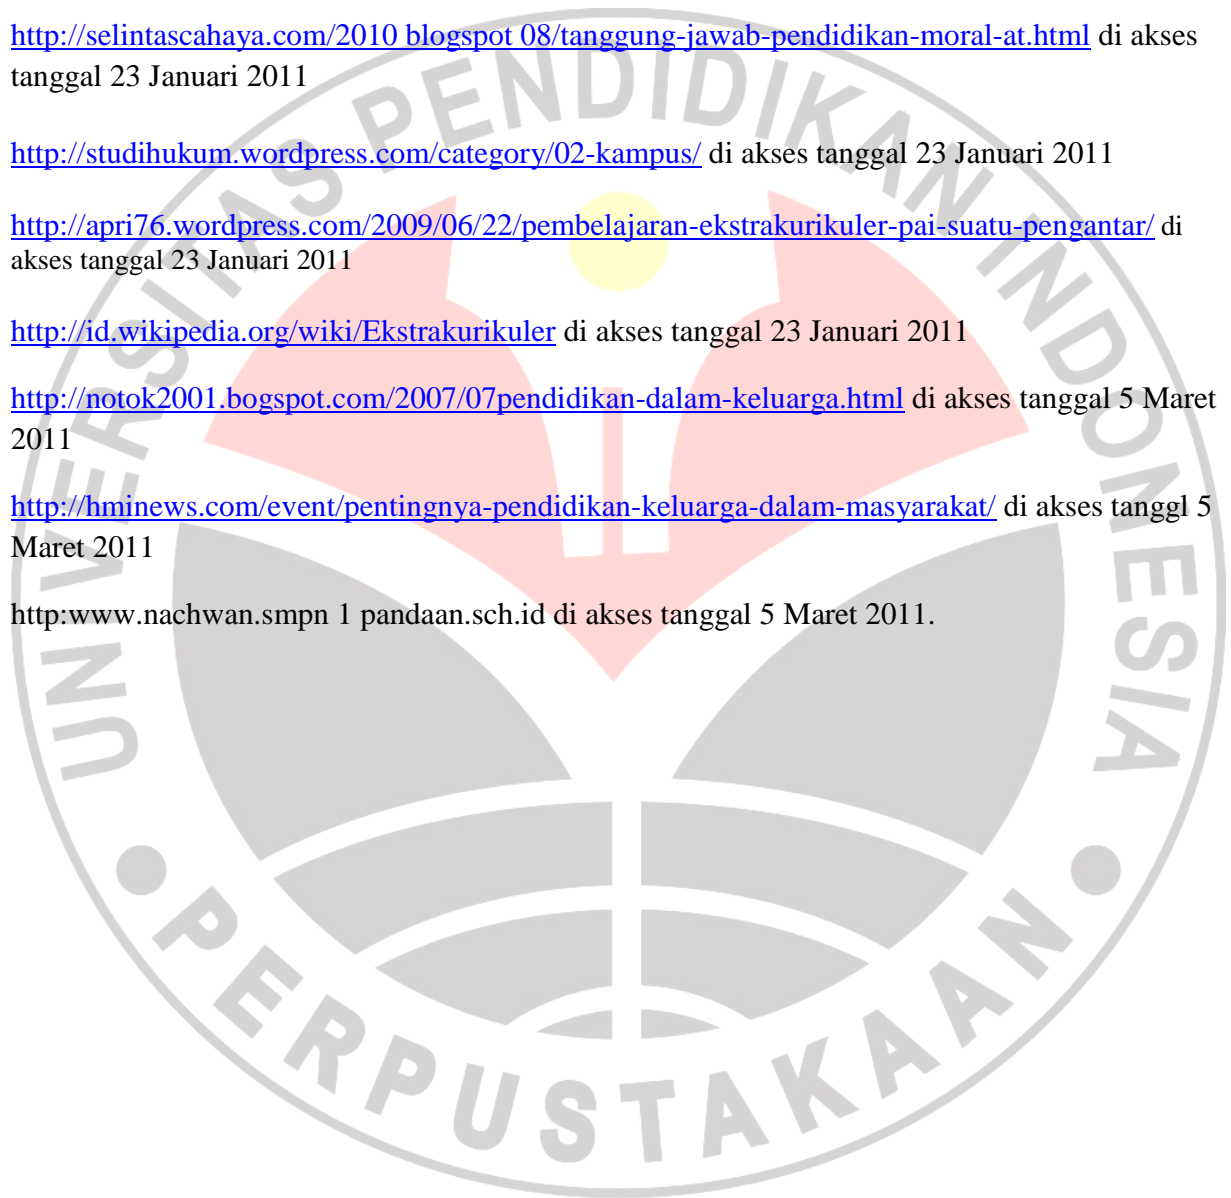 http://selintascahaya.com/2010 blogspot 08/tanggung-jawab-pendidikan-moral-at.html di akses
tanggal 23 Januari 2011
http://studihukum.wordpress.com/category/02-kampus/ di akses tanggal 23 Januari 2011
http://apri76.wordpress.com/2009/06/22/pembelajaran-ekstrakurikuler-pai-suatu-pengantar/ di
akses tanggal 23 Januari 2011
http://id.wikipedia.org/wiki/Ekstrakurikuler di akses tanggal 23 Januari 2011
http://notok2001.bogspot.com/2007/07pendidikan-dalam-keluarga.html di akses tanggal 5 Maret
2011
http://hminews.com/event/pentingnya-pendidikan-keluarga-dalam-masyarakat/ di akses tanggl 5
Maret 2011
http:www.nachwan.smpn 1 pandaan.sch.id di akses tanggal 5 Maret 2011.
UNIVERSITAS PENDIDIKAN INDONESIA
PERPUSTAKAAN